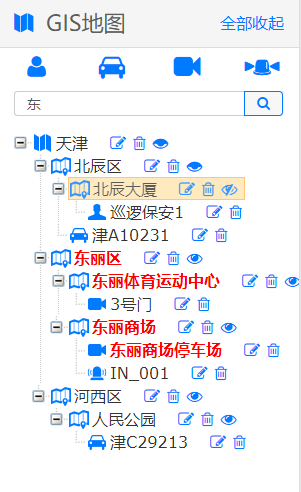 GIS地图 全部收起
东
天津
北辰区
北辰大厦
巡逻保安1
津A10231
东丽区
东丽体育运动中心
3号门
东丽商场
东丽商场停车场
IN_001
河西区
人民公园
津C29213